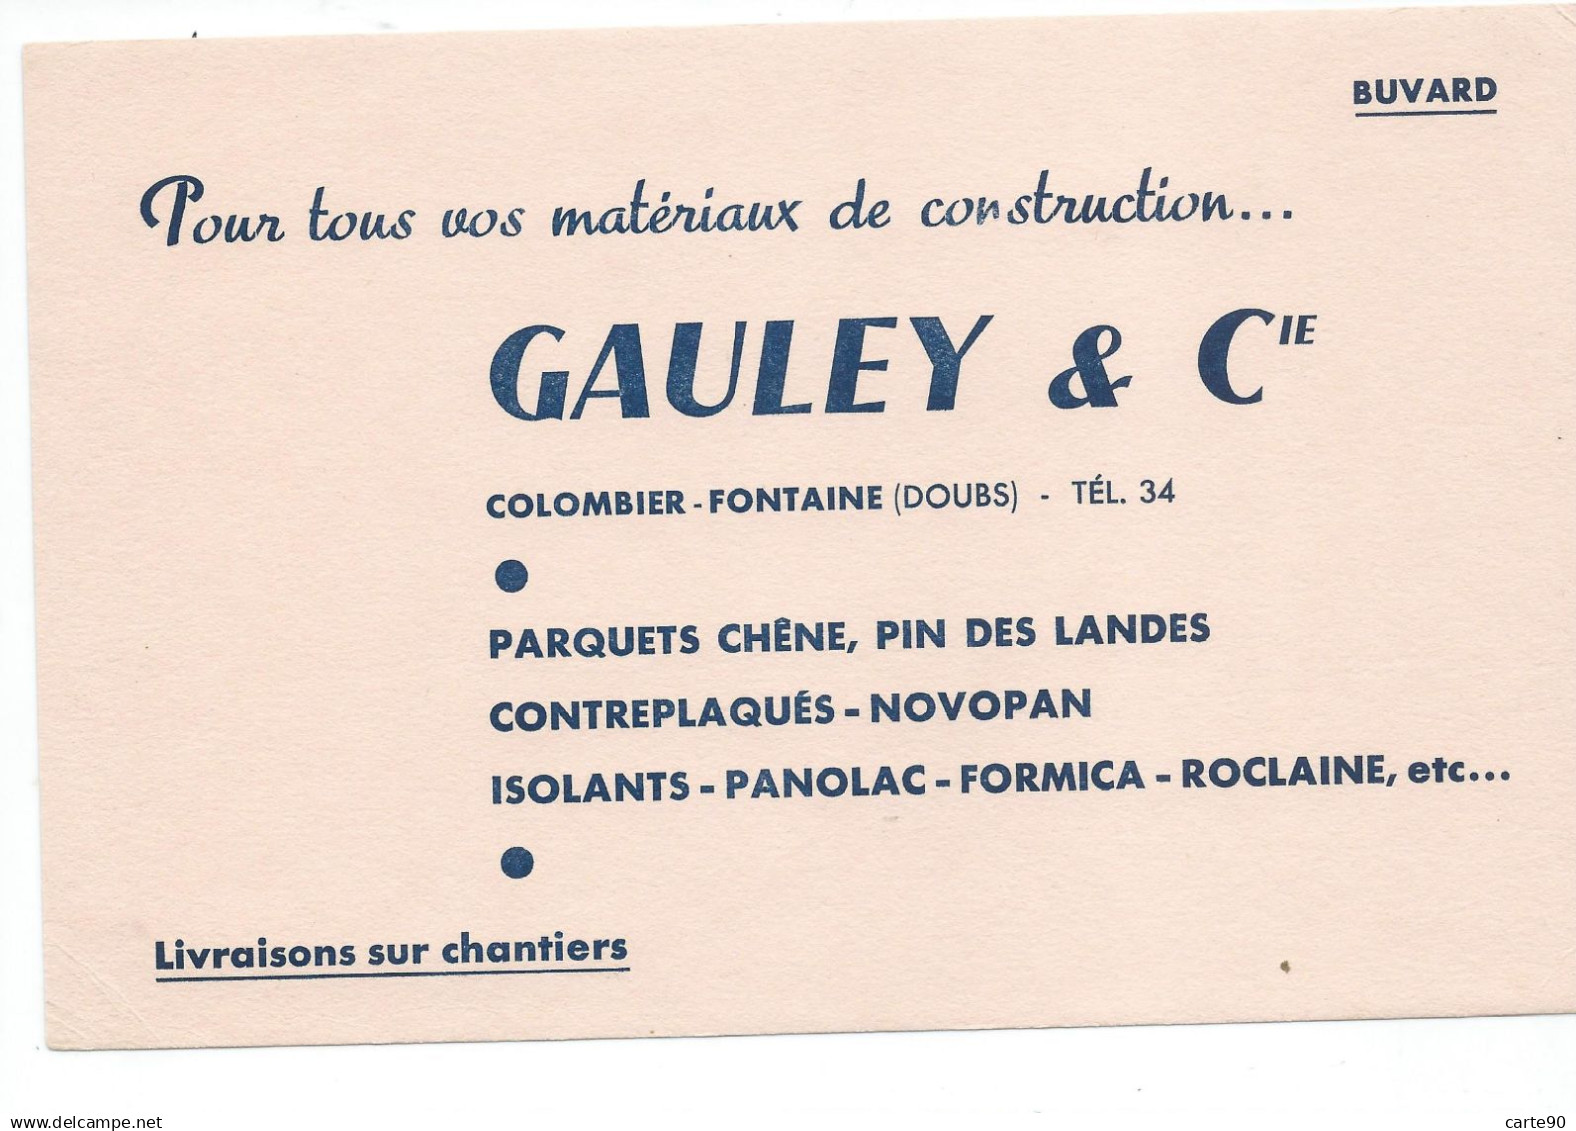 BUVARD
Pour tous vos matériaux de construction...
GAULEY & CIE
COLOMBIER-FONTAINE (DOUBS) - TÉL. 34
PARQUETS CHÊNE, PIN DES LANDES
CONTREPLAQUÉS - NOVOPAN
ISOLANTS - PANOLAC - FORMICA - ROCLAINE, etc...
Livraisons sur chantiers
www.delcampe.net
carte90